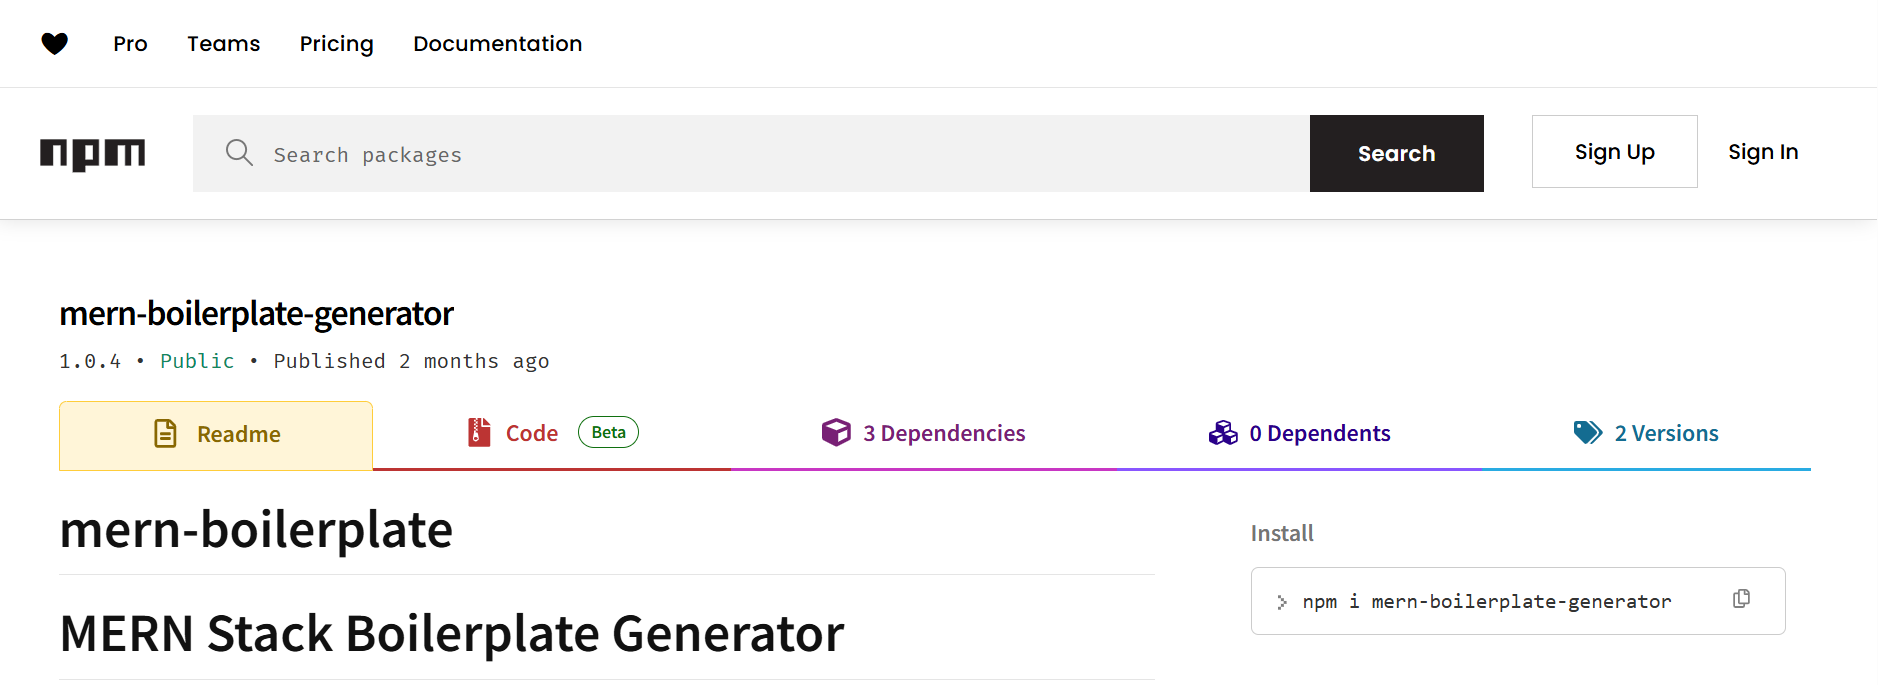 Pro Teams Pricing Documentation
npm Search packages Search Sign Up Sign In
mern-boilerplate-generator
1.0.4 • Public • Published 2 months ago
Readme Code Beta 3 Dependencies 0 Dependents 2 Versions
mern-boilerplate
MERN Stack Boilerplate Generator
Install
> npm i mern-boilerplate-generator